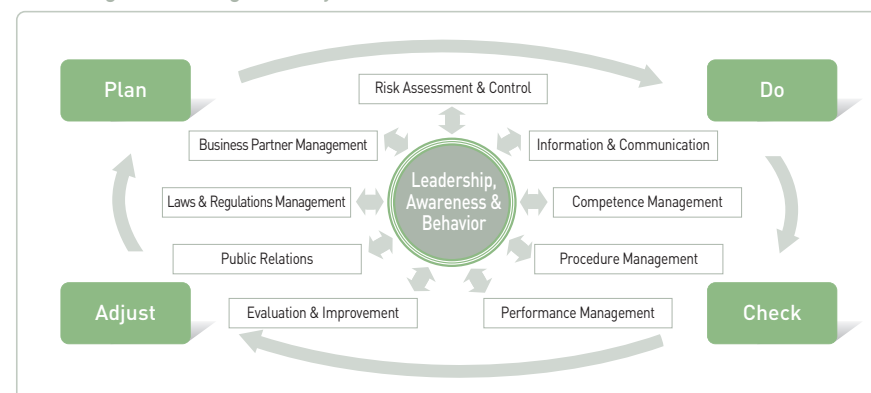 Plan
Do
Risk Assessment & Control
Business Partner Management
Information & Communication
Leadership,
Awareness &
Behavior
Laws & Regulations Management
Competence Management
Public Relations
Procedure Management
Adjust
Evaluation & Improvement
Performance Management
Check